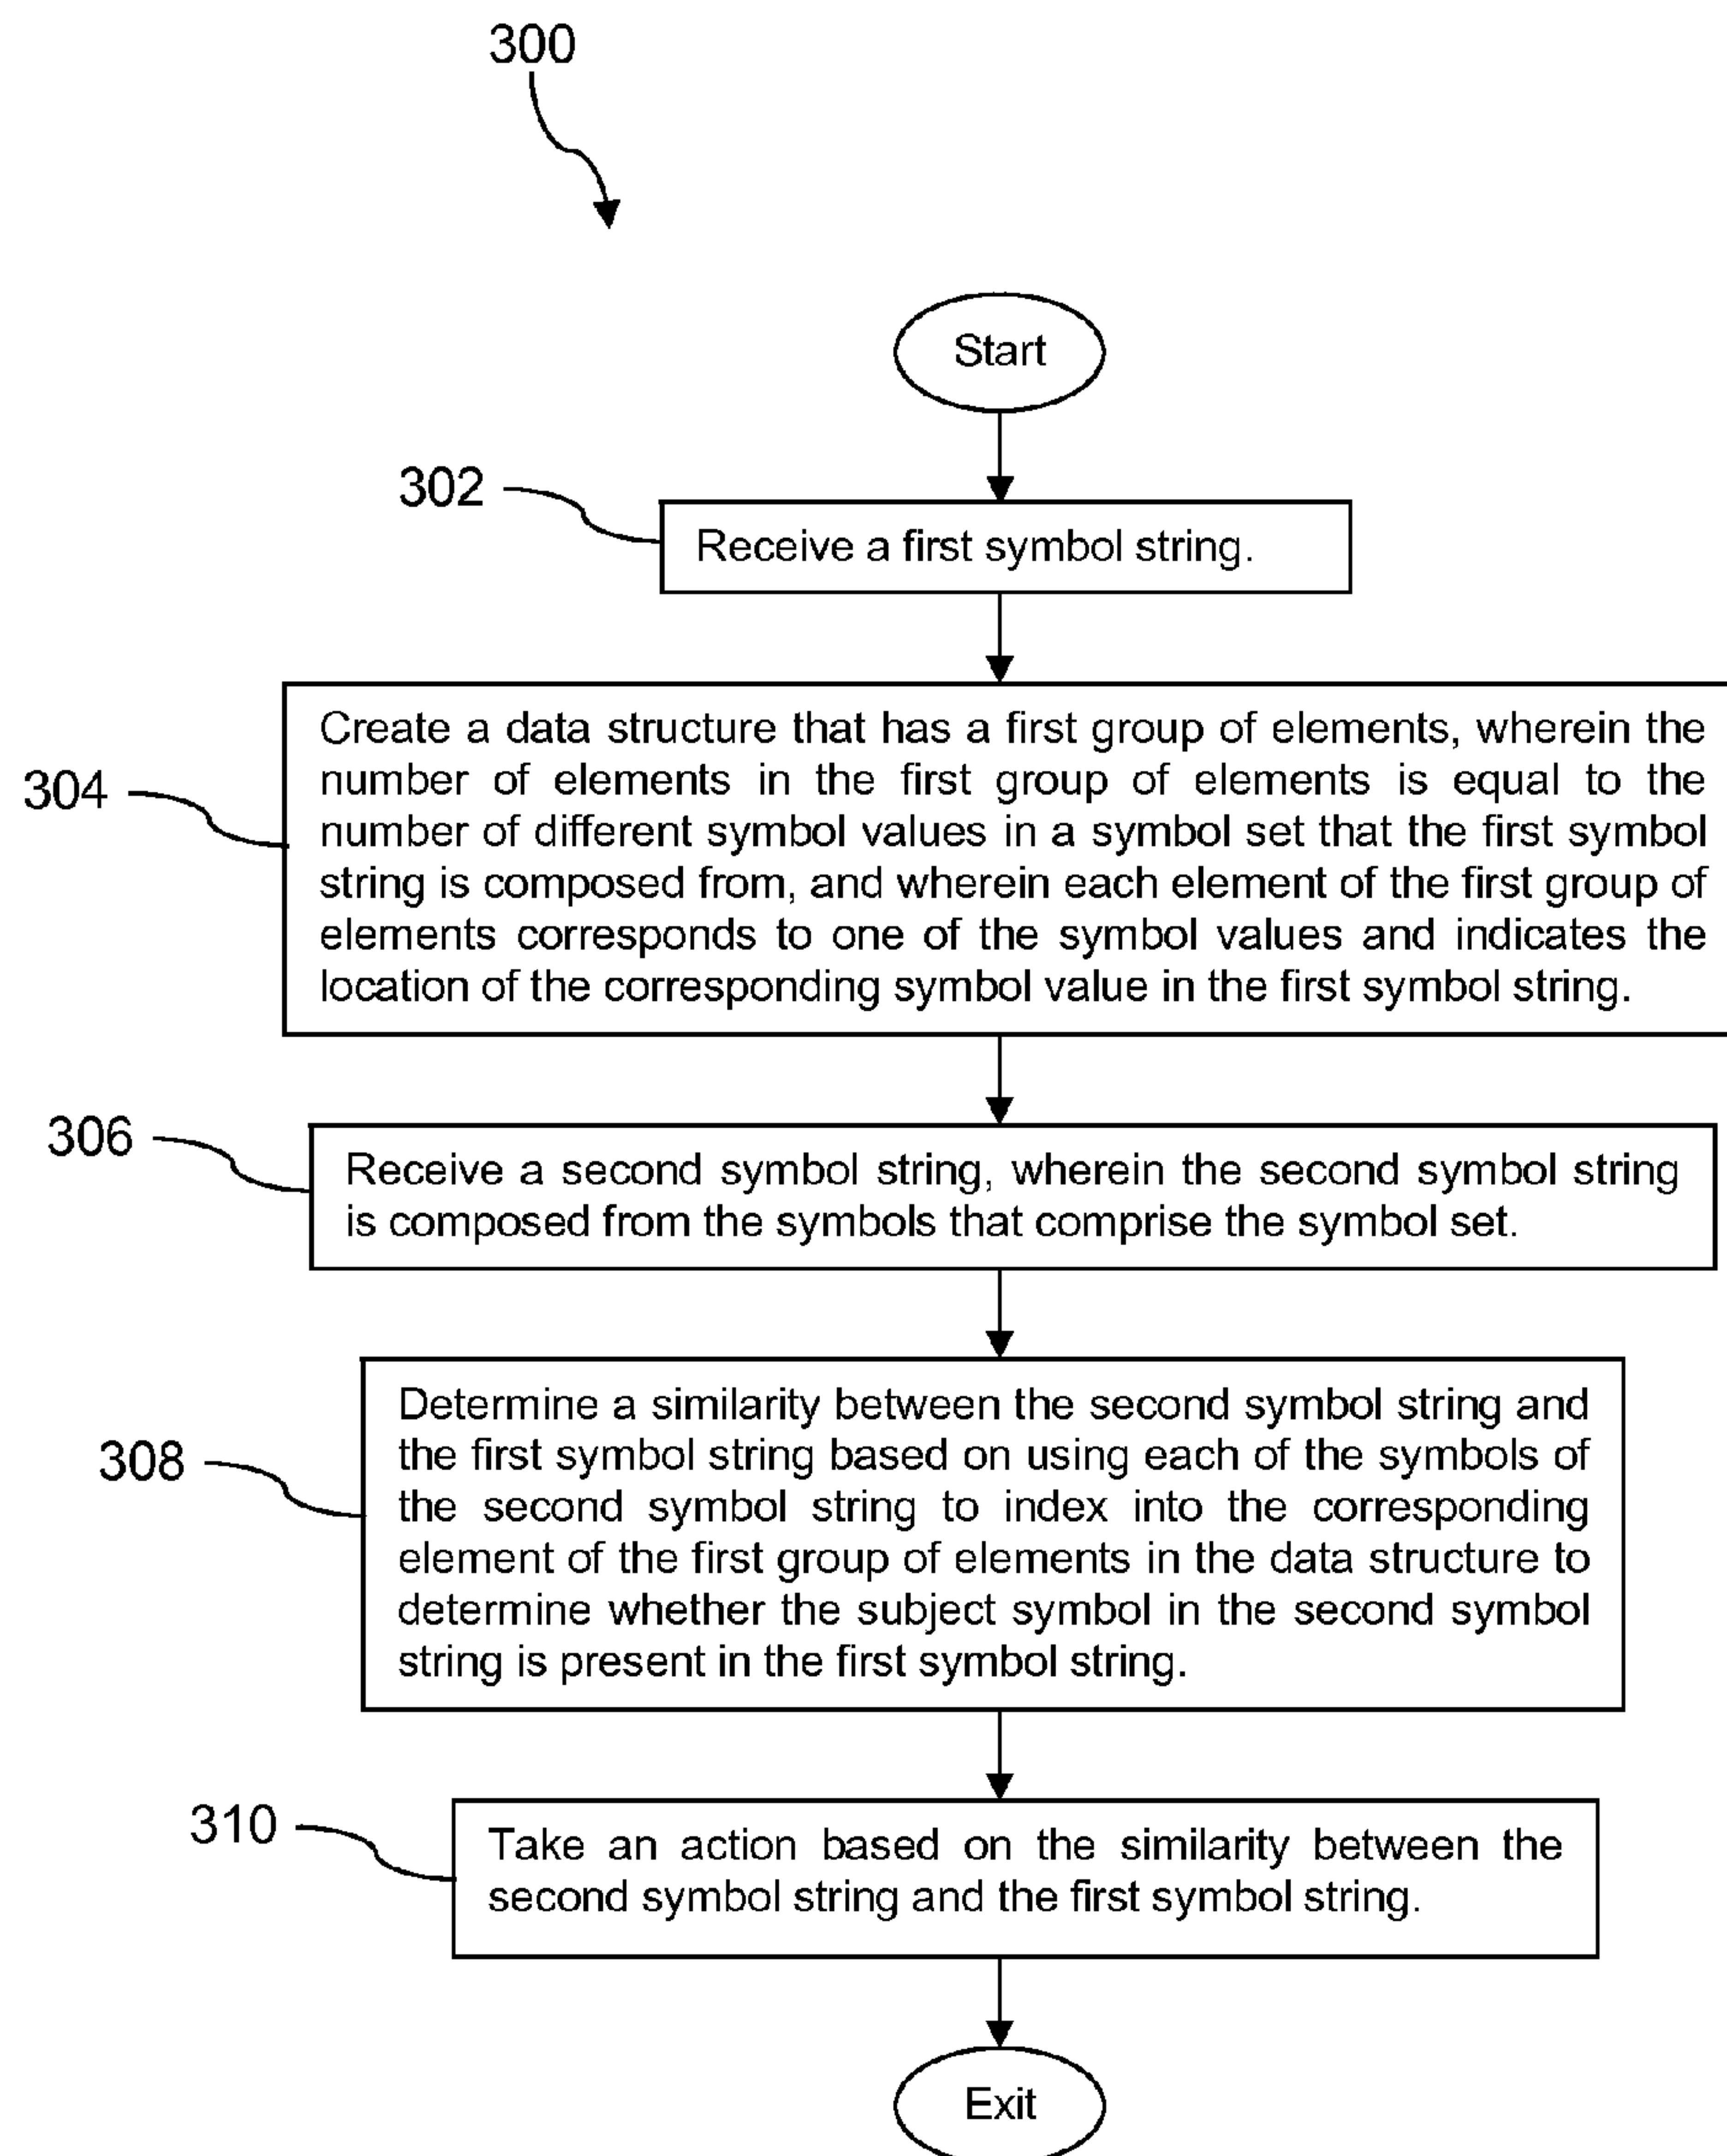 300
Start
302
Receive a first symbol string.
304
Create a data structure that has a first group of elements, wherein the
number of elements in the first group of elements is equal to the
number of different symbol values in a symbol set that the first symbol
string is composed from, and wherein each element of the first group of
elements corresponds to one of the symbol values and indicates the
location of the corresponding symbol value in the first symbol string.
306
Receive a second symbol string, wherein the second symbol string
is composed from the symbols that comprise the symbol set.
308
Determine a similarity between the second symbol string and
the first symbol string based on using each of the symbols of
the second symbol string to index into the corresponding
element of the first group of elements in the data structure to
determine whether the subject symbol in the second symbol
string is present in the first symbol string.
310
Take an action based on the similarity between the
second symbol string and the first symbol string.
Exit